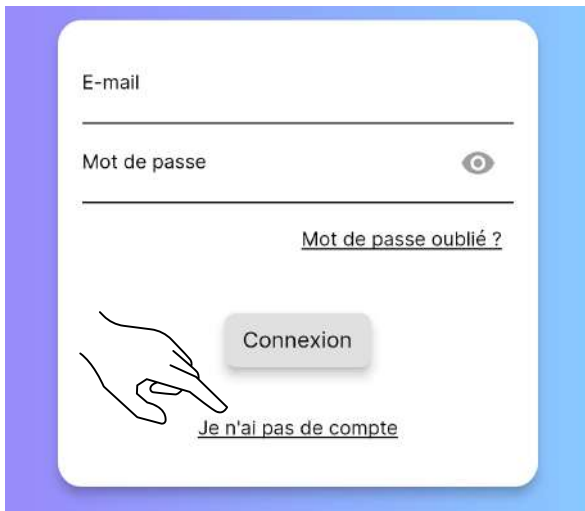 E-mail
Mot de passe
Mot de passe oublié ?
Connexion
Je n'ai pas de compte